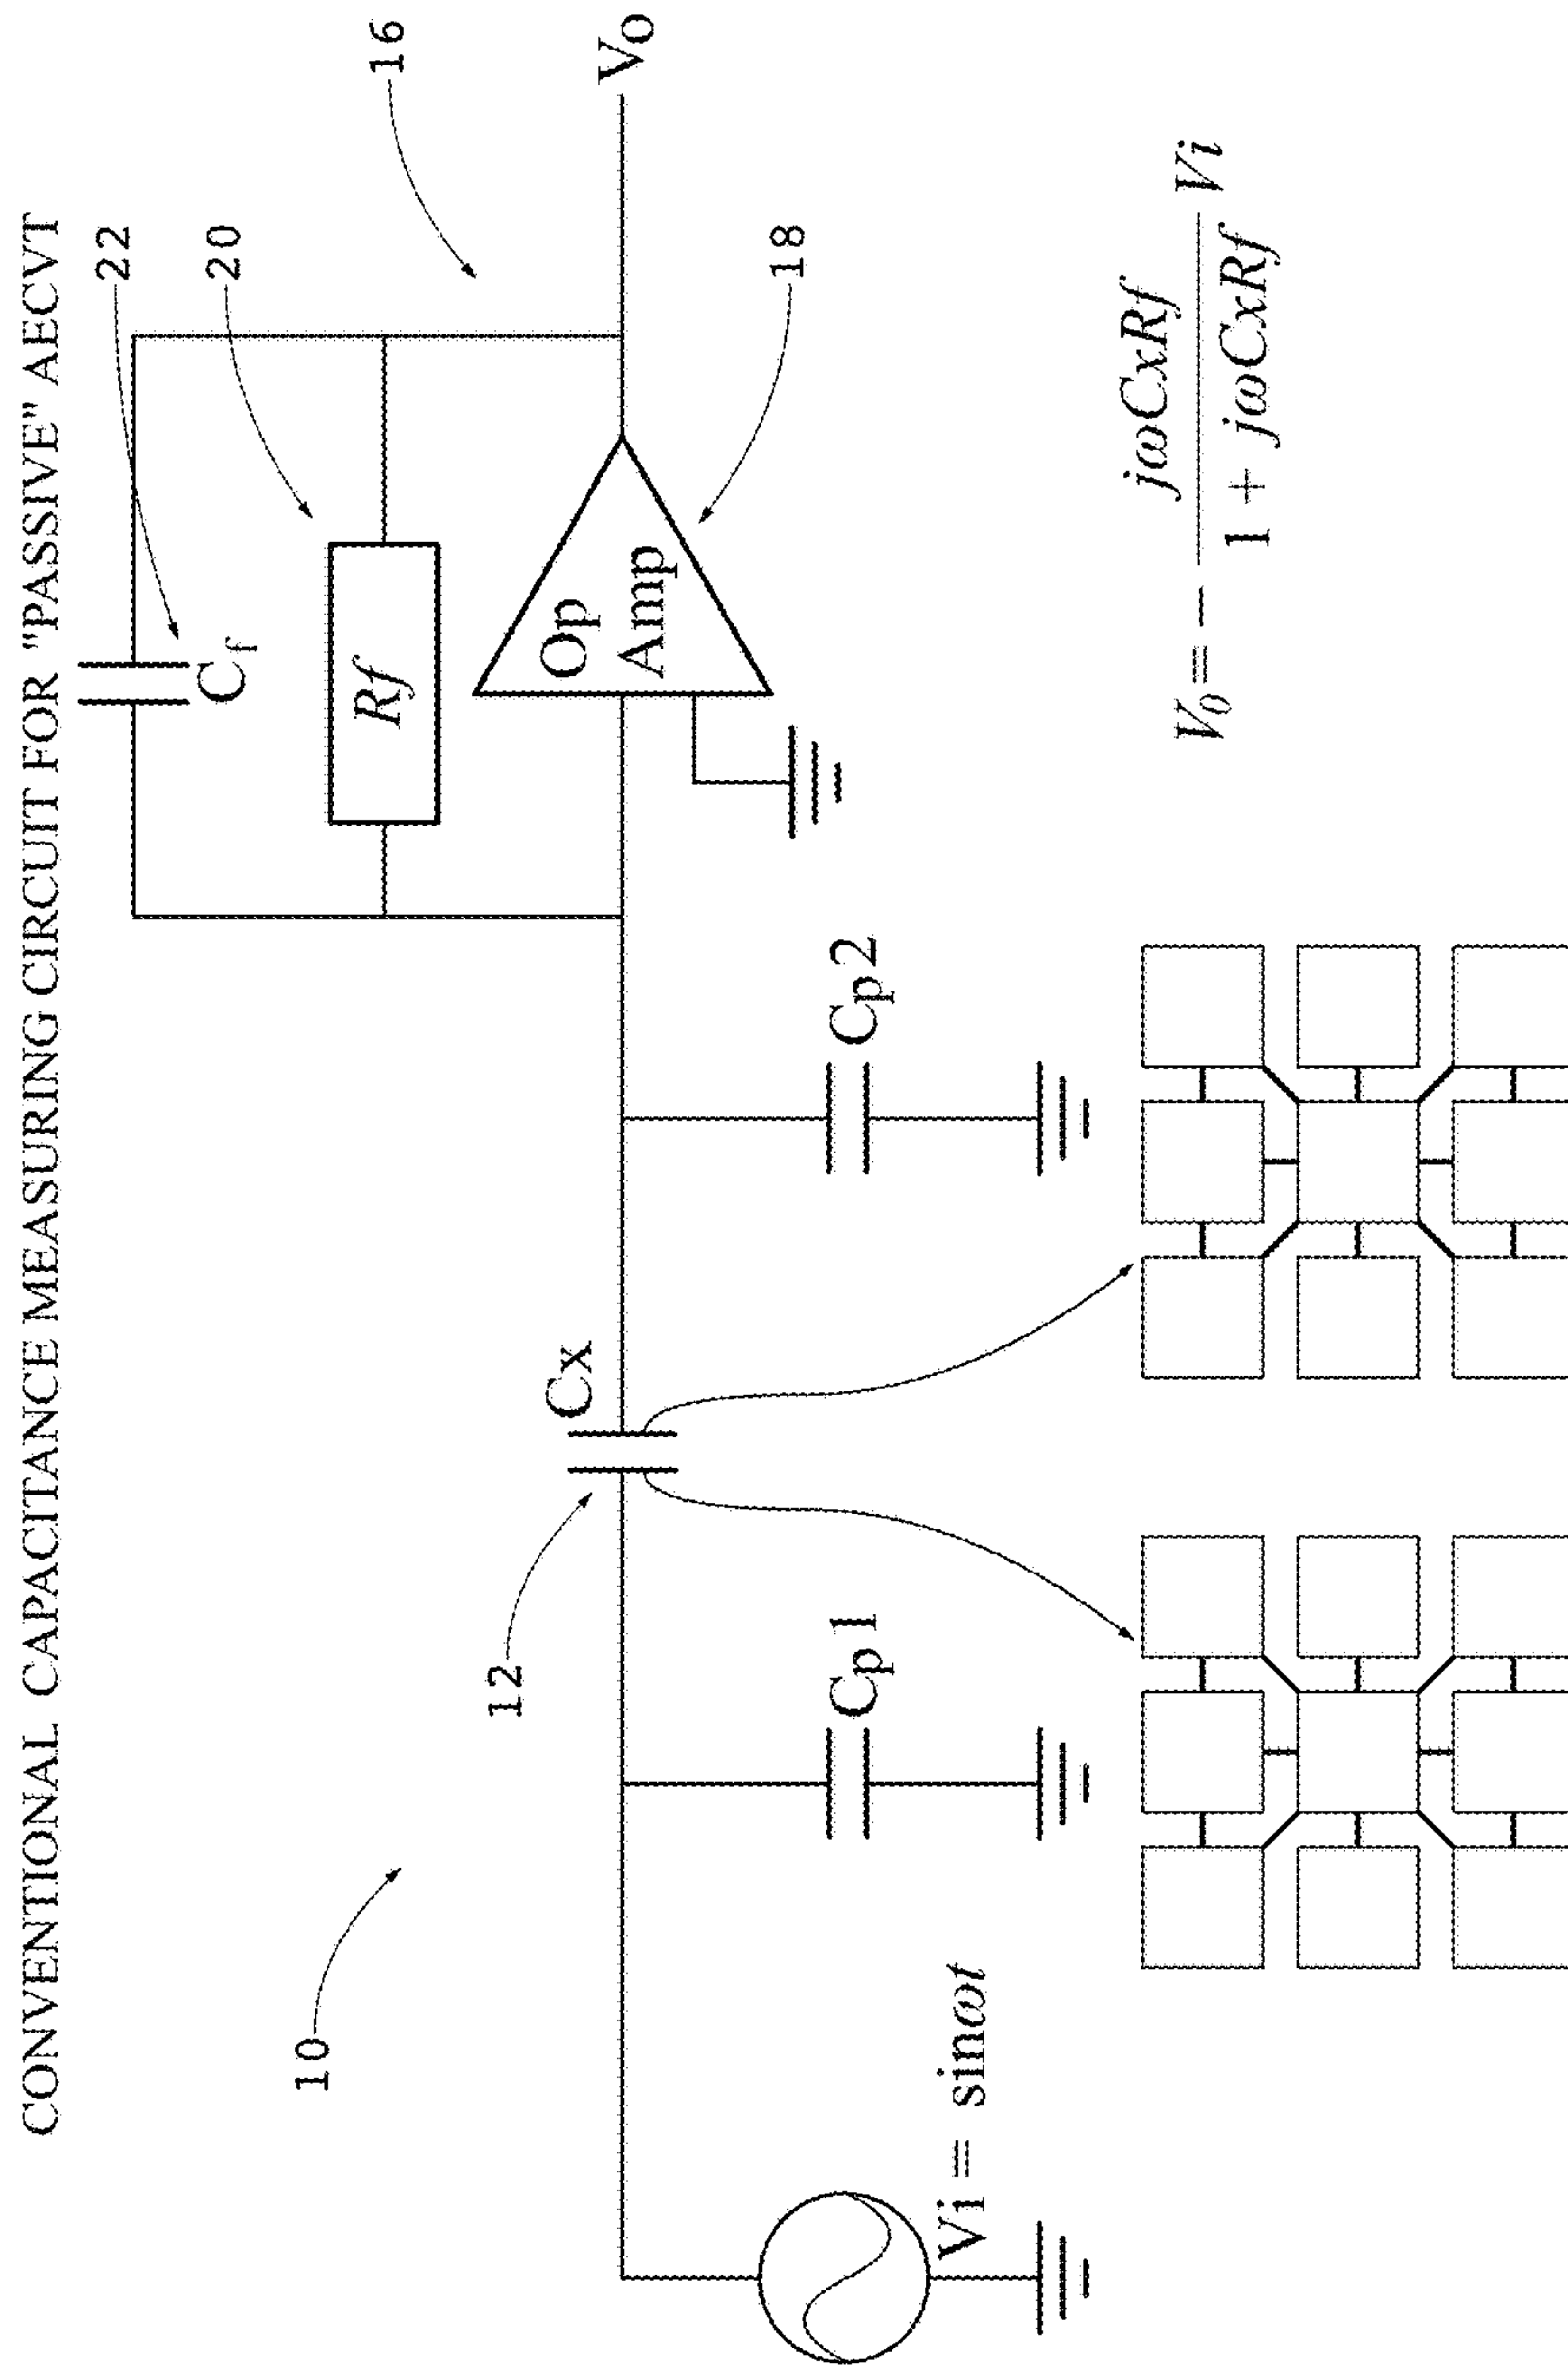 CONVENTIONAL CAPACITANCE MEASURING CIRCUIT FOR "PASSIVE" AECVT
22
20
16
Cf
Rf
Op
Amp
Vo
18
10
12
Cx
Cp1
Cp2
Vi = sinωt
V0 = − jωCxRf / 1 + jωCxRf Vi